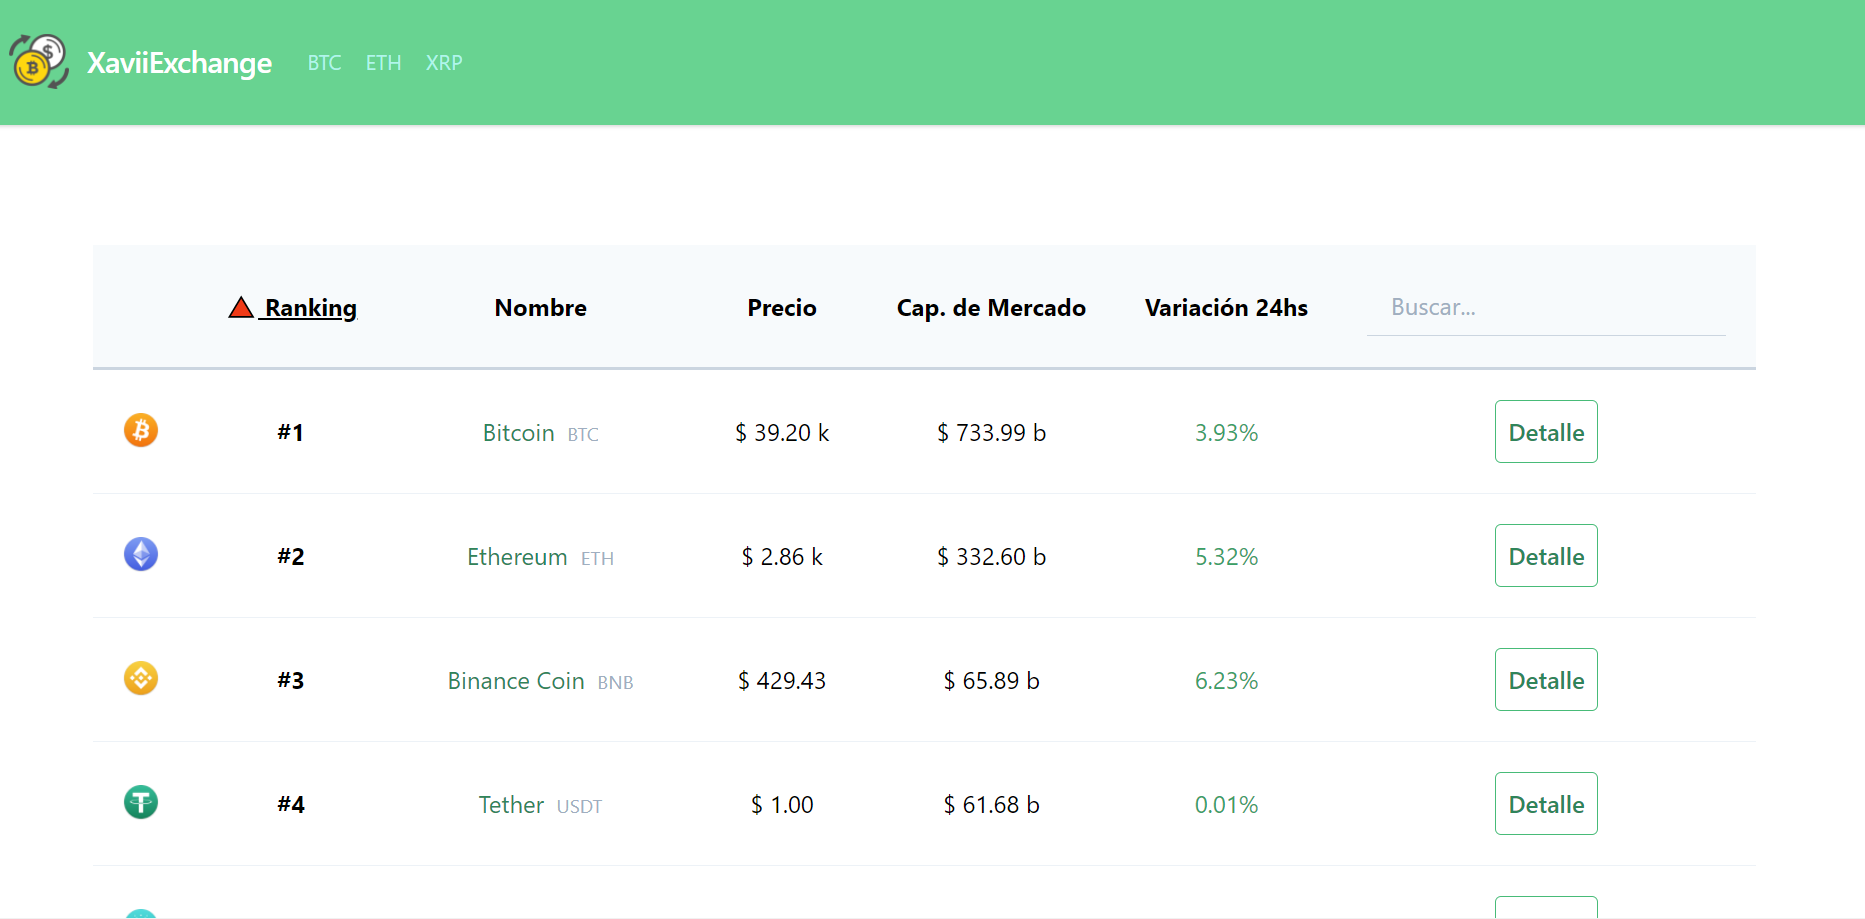 XaviiExchange BTC ETH XRP
Ranking Nombre Precio Cap. de Mercado Variación 24hs Buscar...
#1 Bitcoin BTC $ 39.20 k $ 733.99 b 3.93% Detalle
#2 Ethereum ETH $ 2.86 k $ 332.60 b 5.32% Detalle
#3 Binance Coin BNB $ 429.43 $ 65.89 b 6.23% Detalle
#4 Tether USDT $ 1.00 $ 61.68 b 0.01% Detalle